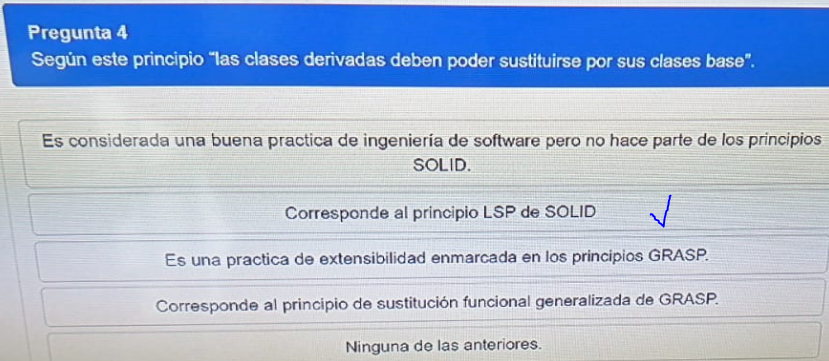 Pregunta 4
Según este principio "las clases derivadas deben poder sustituirse por sus clases base".
Es considerada una buena practica de ingeniería de software pero no hace parte de los principios
SOLID.
Corresponde al principio LSP de SOLID
Es una practica de extensibilidad enmarcada en los principios GRASP.
Corresponde al principio de sustitución funcional generalizada de GRASP.
Ninguna de las anteriores.